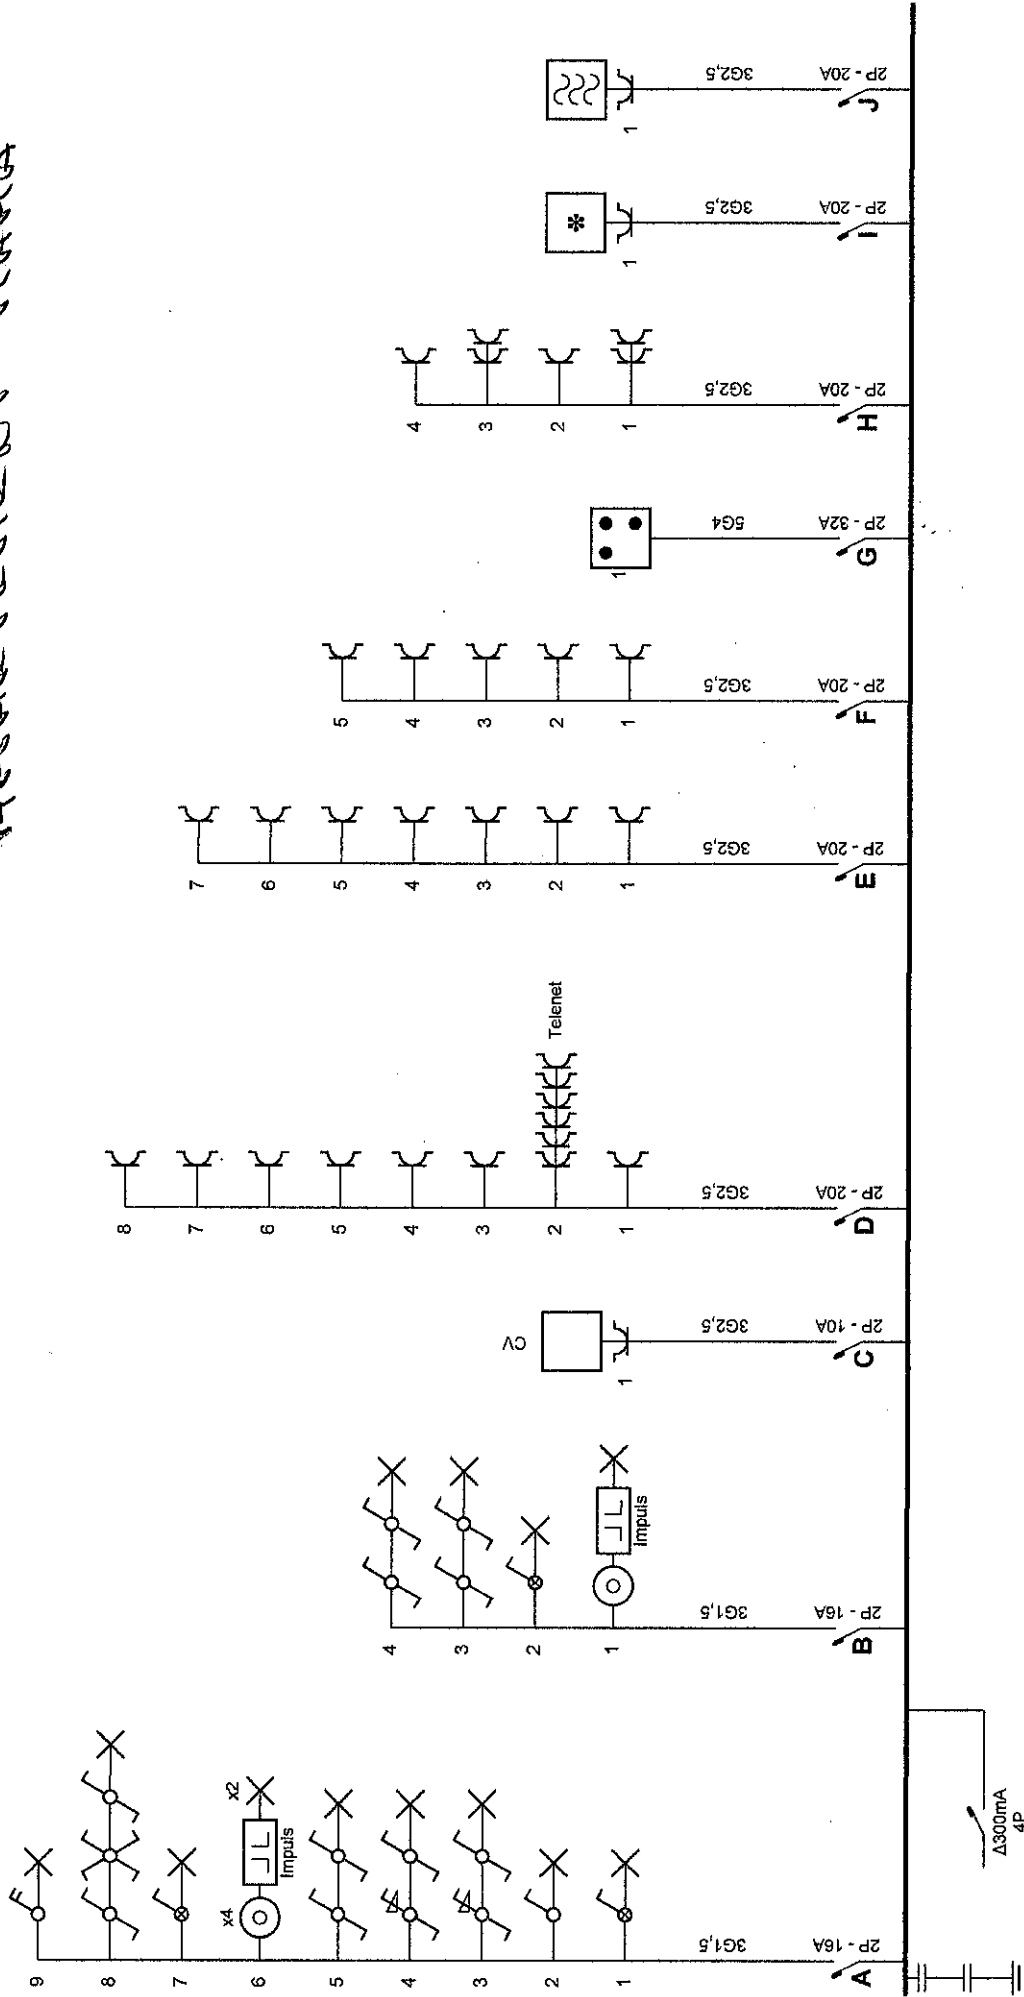 9
8
7
6
5
4
3
2
1
x4
x2
Impuls
3G1,5
2P - 16A
A
Δ300mA
4P
4
3
2
1
Impuls
3G1,5
2P - 16A
B
CV
1
3G2,5
2P - 10A
C
8
7
6
5
4
3
2
1
Telenet
3G2,5
2P - 20A
D
7
6
5
4
3
2
1
3G2,5
2P - 20A
E
5
4
3
2
1
3G2,5
2P - 20A
F
1
5G4
2P - 32A
G
4
3
2
1
3G2,5
2P - 20A
H
1
3G2,5
2P - 20A
I
1
3G2,5
2P - 20A
J